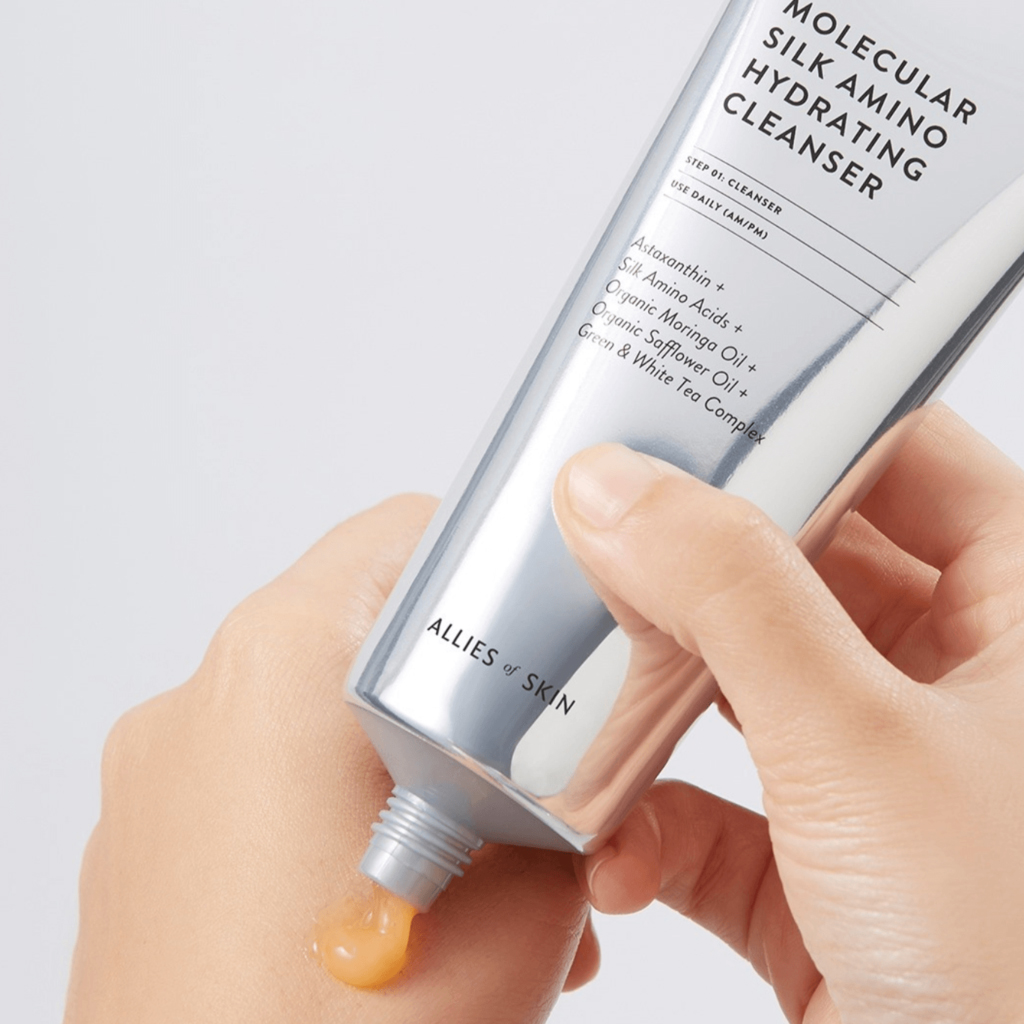 MOLECULAR
SILK AMINO
HYDRATING
CLEANSER
STEP 01: CLEANSER
USE DAILY (AM/PM)
Astaxanthin +
Silk Amino Acids +
Organic Moringa Oil +
Organic Safflower Oil +
Green & White Tea Complex
ALLIES of SKIN